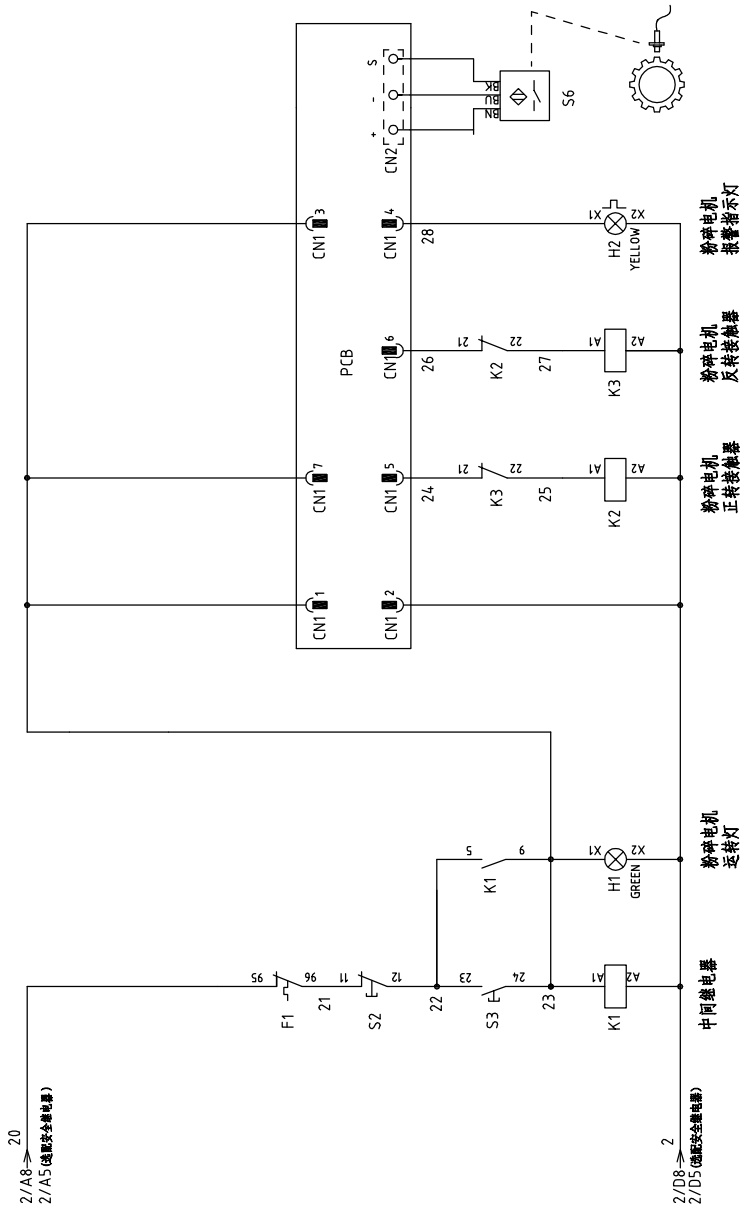 2/A8
20
2/A5(选配安全继电器)
2/D8
2
2/D5(选配安全继电器)
95
F1
96
21
11
S2
12
22
23
S3
24
23
A1
K1
A2
中间继电器
5
K1
9
X1
H1
GREEN
X2
粉碎电机
运转灯
CN1
1
CN1
2
CN1
7
CN1
5
24
21
K3
22
25
A1
K2
A2
粉碎电机
正转接触器
PCB
CN1
6
26
21
K2
22
27
A1
K3
A2
粉碎电机
反转接触器
CN1
3
CN1
4
28
X1
H2
YELLOW
X2
粉碎电机
报警指示灯
CN2
+
-
S
BN
BU
BK
S6